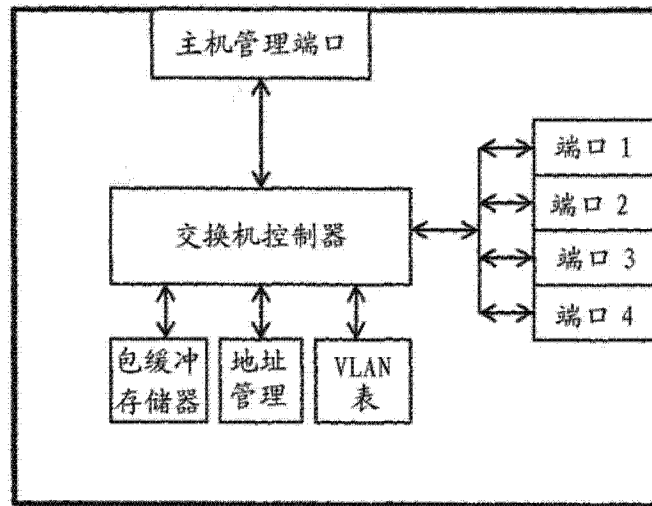 主机管理端口
端口 1
端口 2
交换机控制器
端口 3
端口 4
包缓冲
存储器
地址
管理
VLAN
表